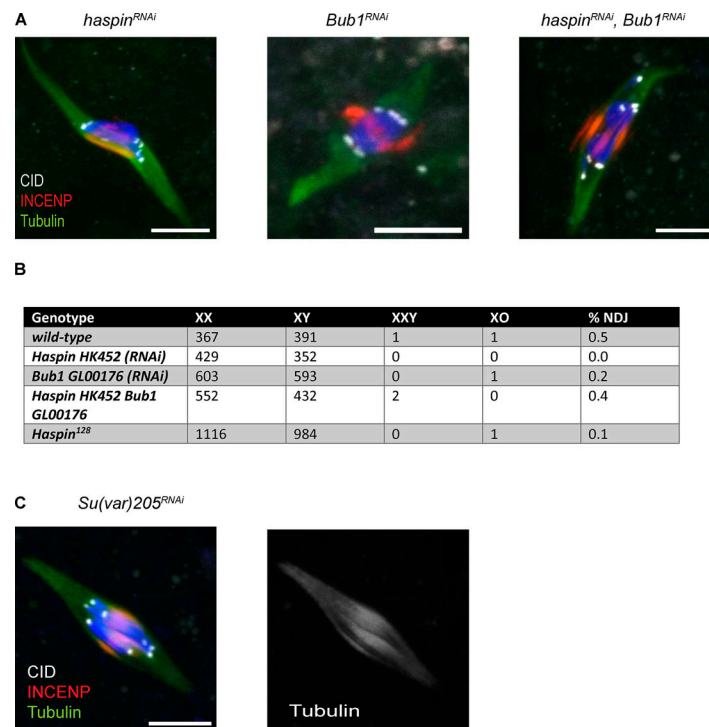 A
haspinRNAi
Bub1RNAi
haspinRNAi, Bub1RNAi
CID
INCENP
Tubulin
B
Genotype XX XY XXY XO % NDJ
wild-type 367 391 1 1 0.5
Haspin HK452 (RNAi) 429 352 0 0 0.0
Bub1 GL00176 (RNAi) 603 593 0 1 0.2
Haspin HK452 Bub1 552 432 2 0 0.4
GL00176
Haspin128 1116 984 0 1 0.1
C
Su(var)205RNAi
CID
INCENP
Tubulin
Tubulin